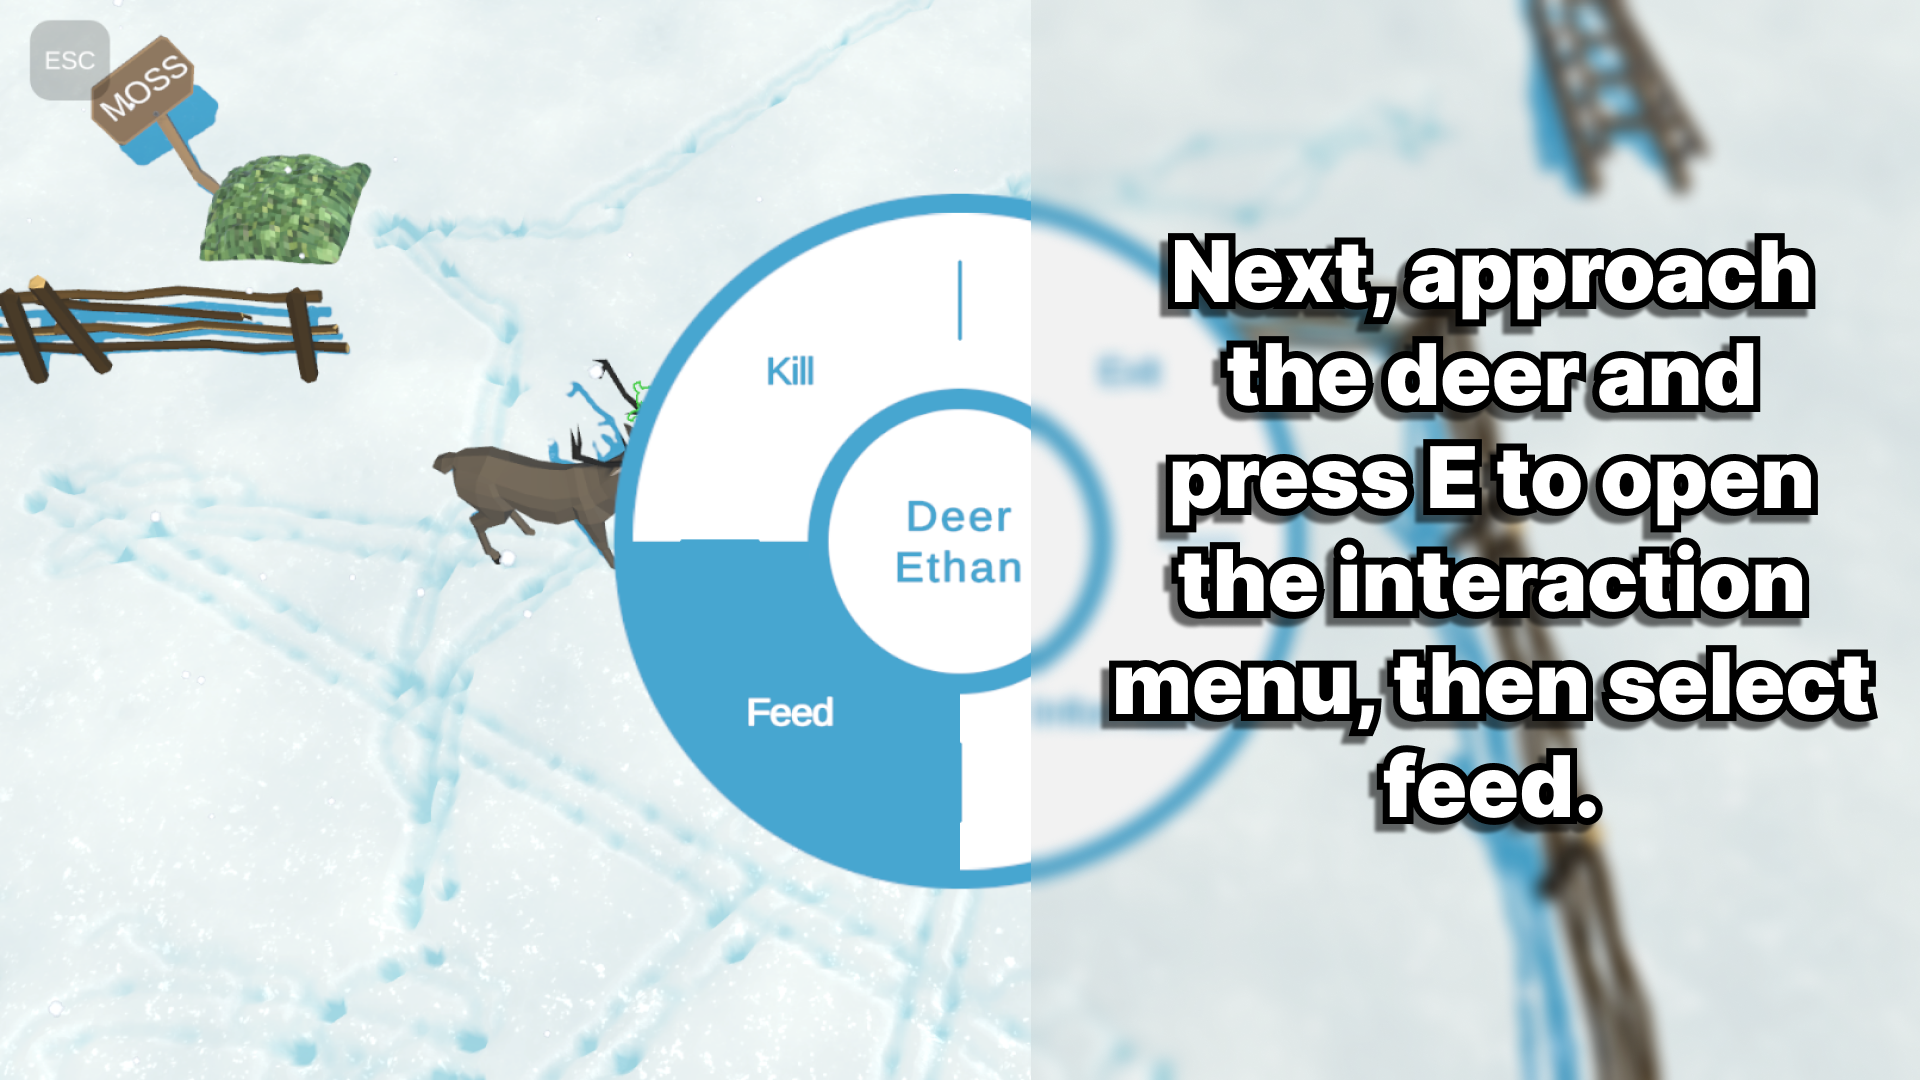 ESC
MOSS
Kill
Exit
Deer
Ethan
Feed
Next, approach
the deer and
press E to open
the interaction
menu, then select
feed.